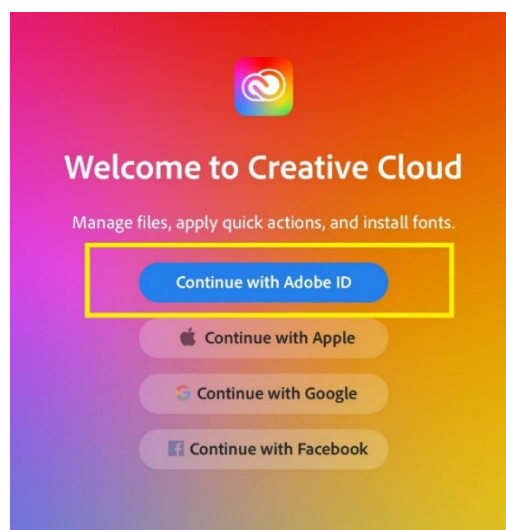 Welcome to Creative Cloud
Manage files, apply quick actions, and install fonts.
Continue with Adobe ID
Continue with Apple
Continue with Google
Continue with Facebook